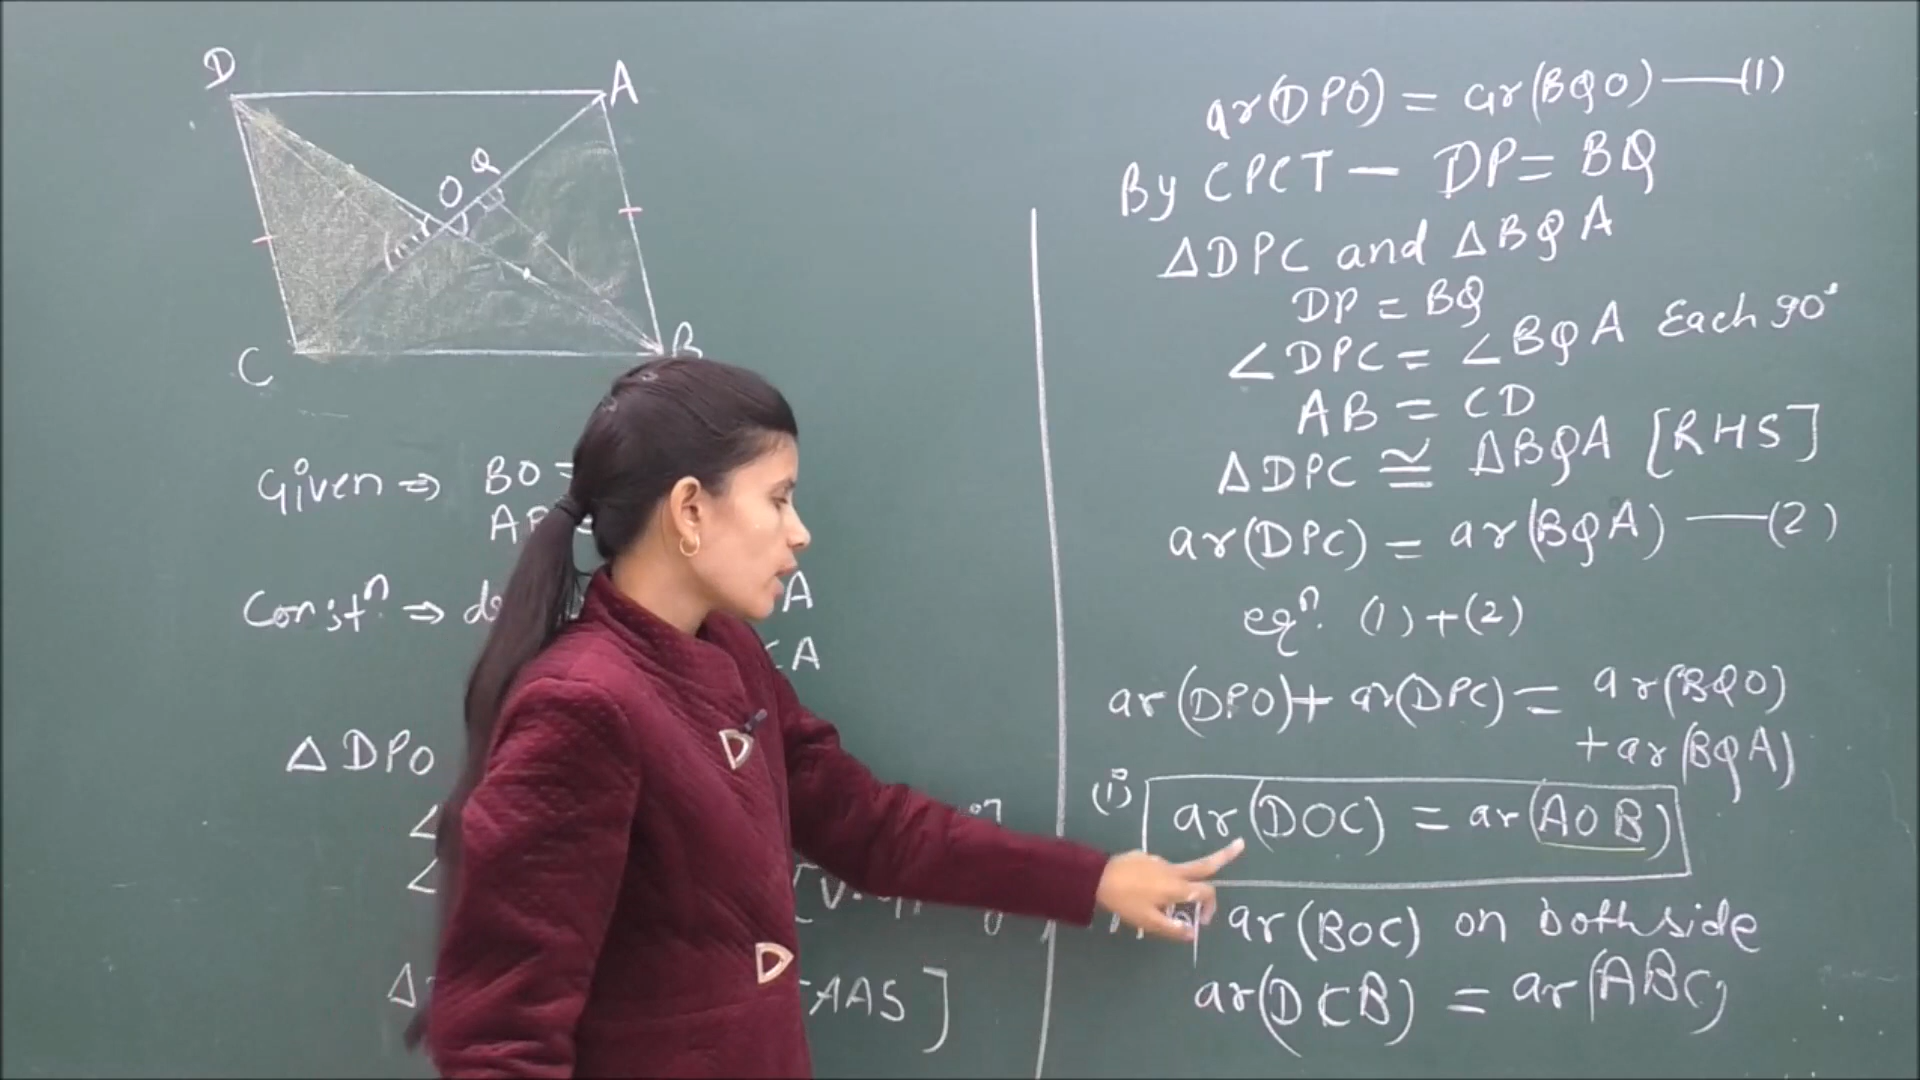 D
A
O
Q
C
B
Given ⇒ BO =
Constⁿ. ⇒
A
A
△DPO
∠
∠
△
AAS]
ar(DPO) = ar(BQO) —(1)
By CPCT — DP = BQ
△DPC and △BQA
DP = BQ
∠DPC = ∠BQA Each 90°
AB = CD
△DPC ≅ △BQA [RHS]
ar(DPC) = ar(BQA) —(2)
eqⁿ. (1)+(2)
ar(DPO)+ ar(DPC) = ar(BQO)
+ar(BQA)
(i) ar(DOC) = ar(AOB)
ar(BOC) on both side
ar(DCB) = ar(ABC)